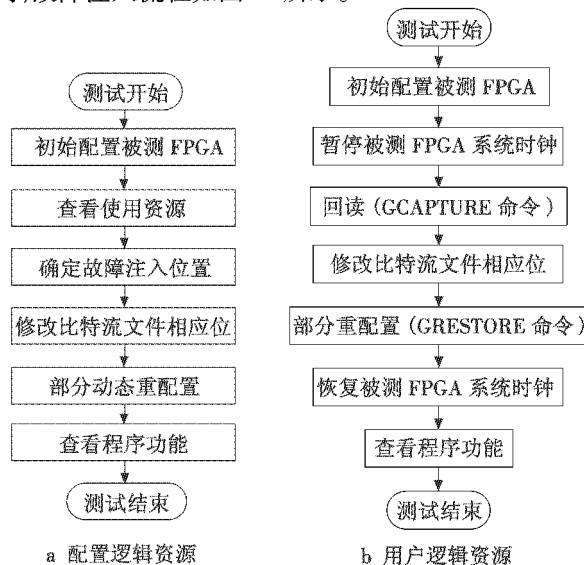 测试开始
初始配置被测 FPGA
查看使用资源
确定故障注入位置
修改比特流文件相应位
部分动态重配置
查看程序功能
测试结束
a 配置逻辑资源
测试开始
初始配置被测 FPGA
暂停被测 FPGA 系统时钟
回读（GCAPTURE 命令）
修改比特流文件相应位
部分重配置（GRESTORE 命令）
恢复被测 FPGA 系统时钟
查看程序功能
测试结束
b 用户逻辑资源